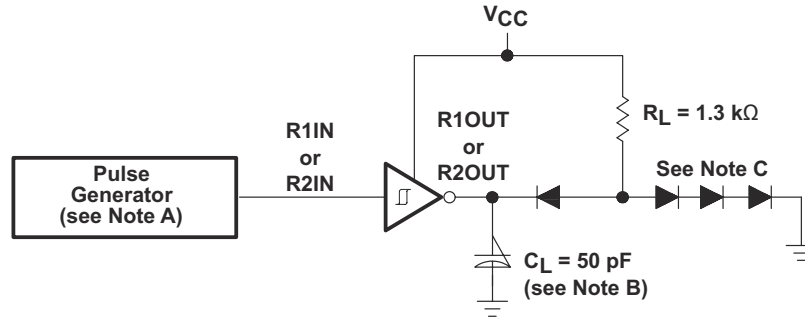 VCC
R1IN
or
R2IN
R1OUT
or
R2OUT
RL = 1.3 kΩ
Pulse
Generator
(see Note A)
See Note C
CL = 50 pF
(see Note B)